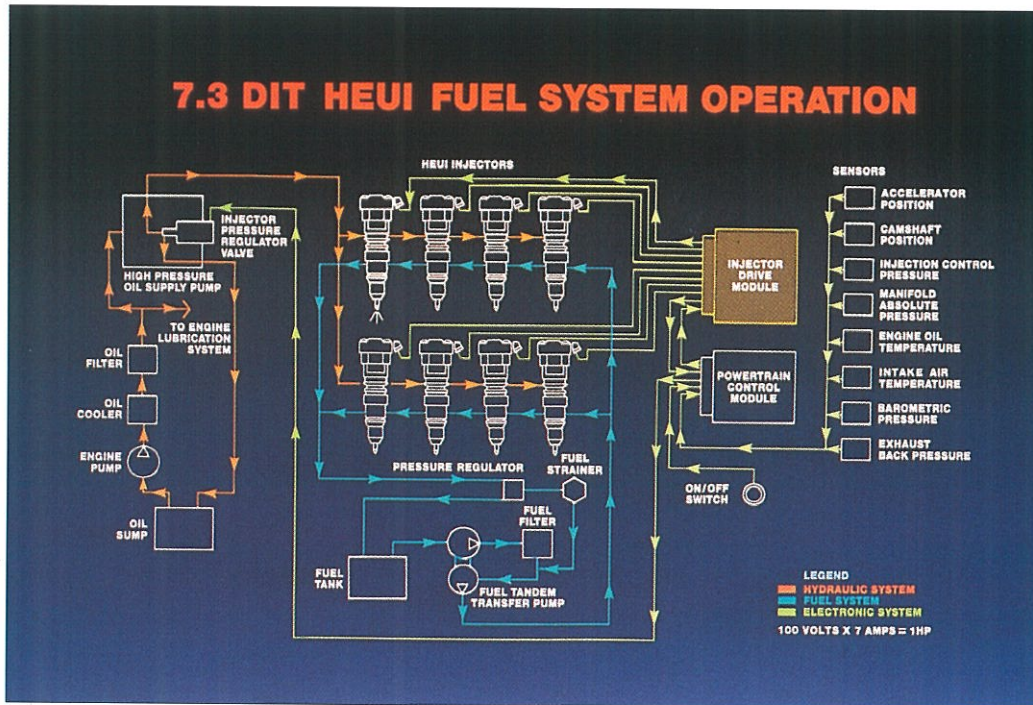 7.3 DIT HEUI FUEL SYSTEM OPERATION
HEUI INJECTORS
SENSORS
ACCELERATOR
POSITION
CAMSHAFT
POSITION
INJECTION CONTROL
PRESSURE
MANIFOLD
ABSOLUTE
PRESSURE
ENGINE OIL
TEMPERATURE
INTAKE AIR
TEMPERATURE
BAROMETRIC
PRESSURE
EXHAUST
BACK PRESSURE
INJECTOR
PRESSURE
REGULATOR
VALVE
HIGH PRESSURE
OIL SUPPLY PUMP
TO ENGINE
LUBRICATION
SYSTEM
OIL
FILTER
OIL
COOLER
ENGINE
PUMP
OIL
SUMP
INJECTOR
DRIVE
MODULE
POWERTRAIN
CONTROL
MODULE
ON/OFF
SWITCH
PRESSURE REGULATOR
FUEL
STRAINER
FUEL
FILTER
FUEL
TANK
FUEL TANDEM
TRANSFER PUMP
LEGEND
HYDRAULIC SYSTEM
FUEL SYSTEM
ELECTRONIC SYSTEM
100 VOLTS X 7 AMPS = 1HP